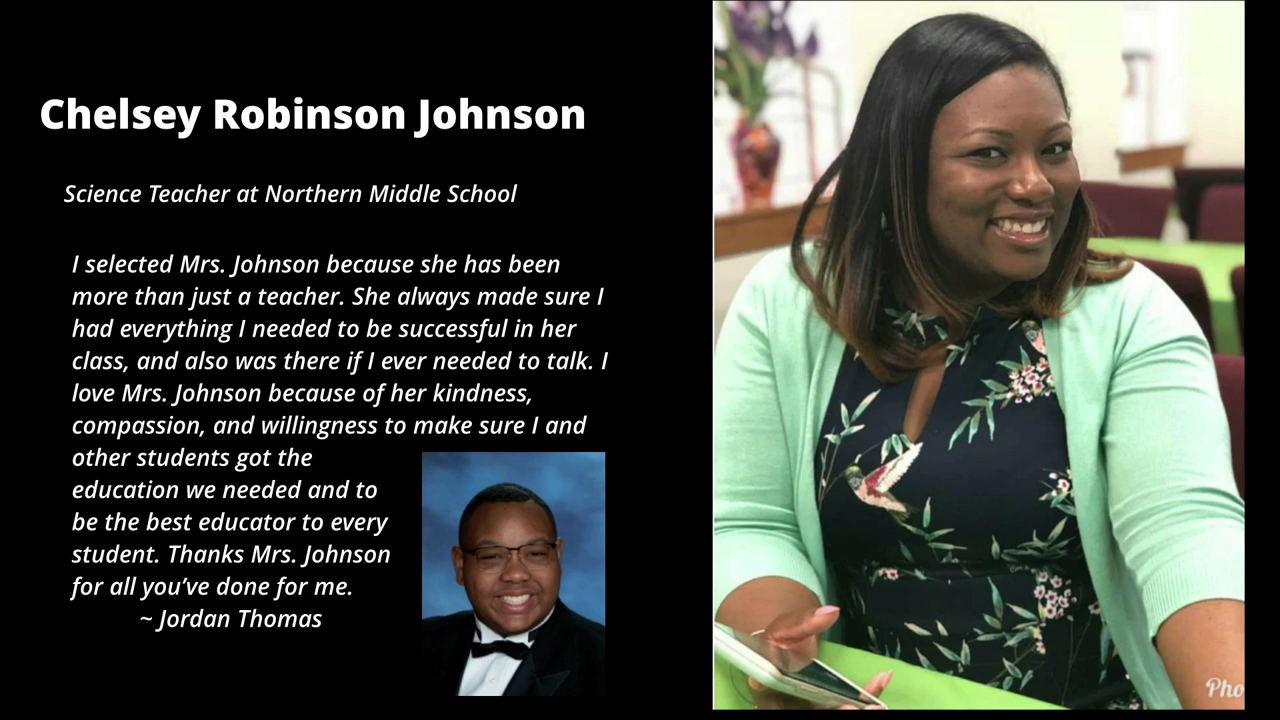 Chelsey Robinson Johnson
Science Teacher at Northern Middle School
I selected Mrs. Johnson because she has been
more than just a teacher. She always made sure I
had everything I needed to be successful in her
class, and also was there if I ever needed to talk. I
love Mrs. Johnson because of her kindness,
compassion, and willingness to make sure I and
other students got the
education we needed and to
be the best educator to every
student. Thanks Mrs. Johnson
for all you’ve done for me.
~ Jordan Thomas
Pho